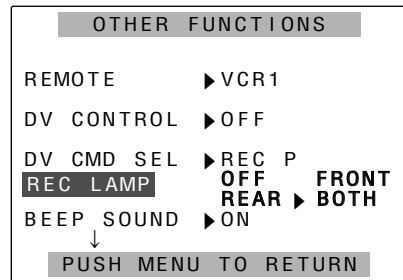 OTHER FUNCTIONS
REMOTE ▶VCR1
DV CONTROL ▶OFF
DV CMD SEL ▶REC P
REC LAMP OFF FRONT
REAR ▶ BOTH
BEEP SOUND ▶ON
↓
PUSH MENU TO RETURN